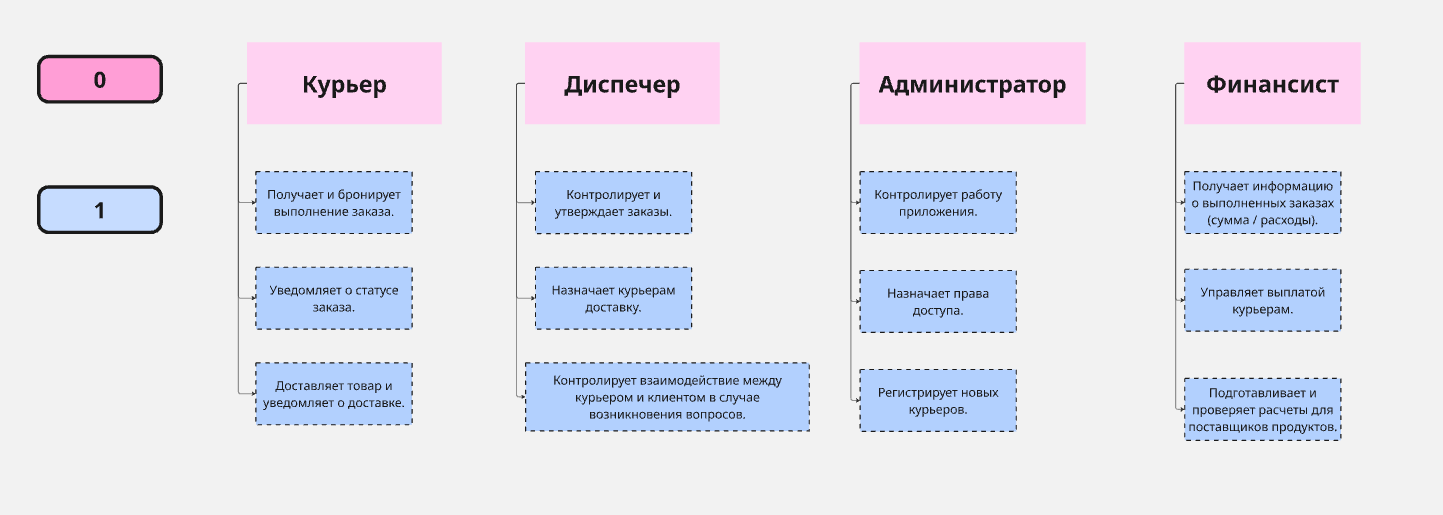 0
Курьер
Диспечер
Администратор
Финансист
1
Получает и бронирует
выполнение заказа.
Контролирует и
утверждает заказы.
Контролирует работу
приложения.
Получает информацию
о выполненных заказах
(сумма / расходы).
Уведомляет о статусе
заказа.
Назначает курьерам
доставку.
Назначает права
доступа.
Управляет выплатой
курьерам.
Доставляет товар и
уведомляет о доставке.
Контролирует взаимодействие между
курьером и клиентом в случае
возникновения вопросов.
Регистрирует новых
курьеров.
Подготавливает и
проверяет расчеты для
поставщиков продуктов.